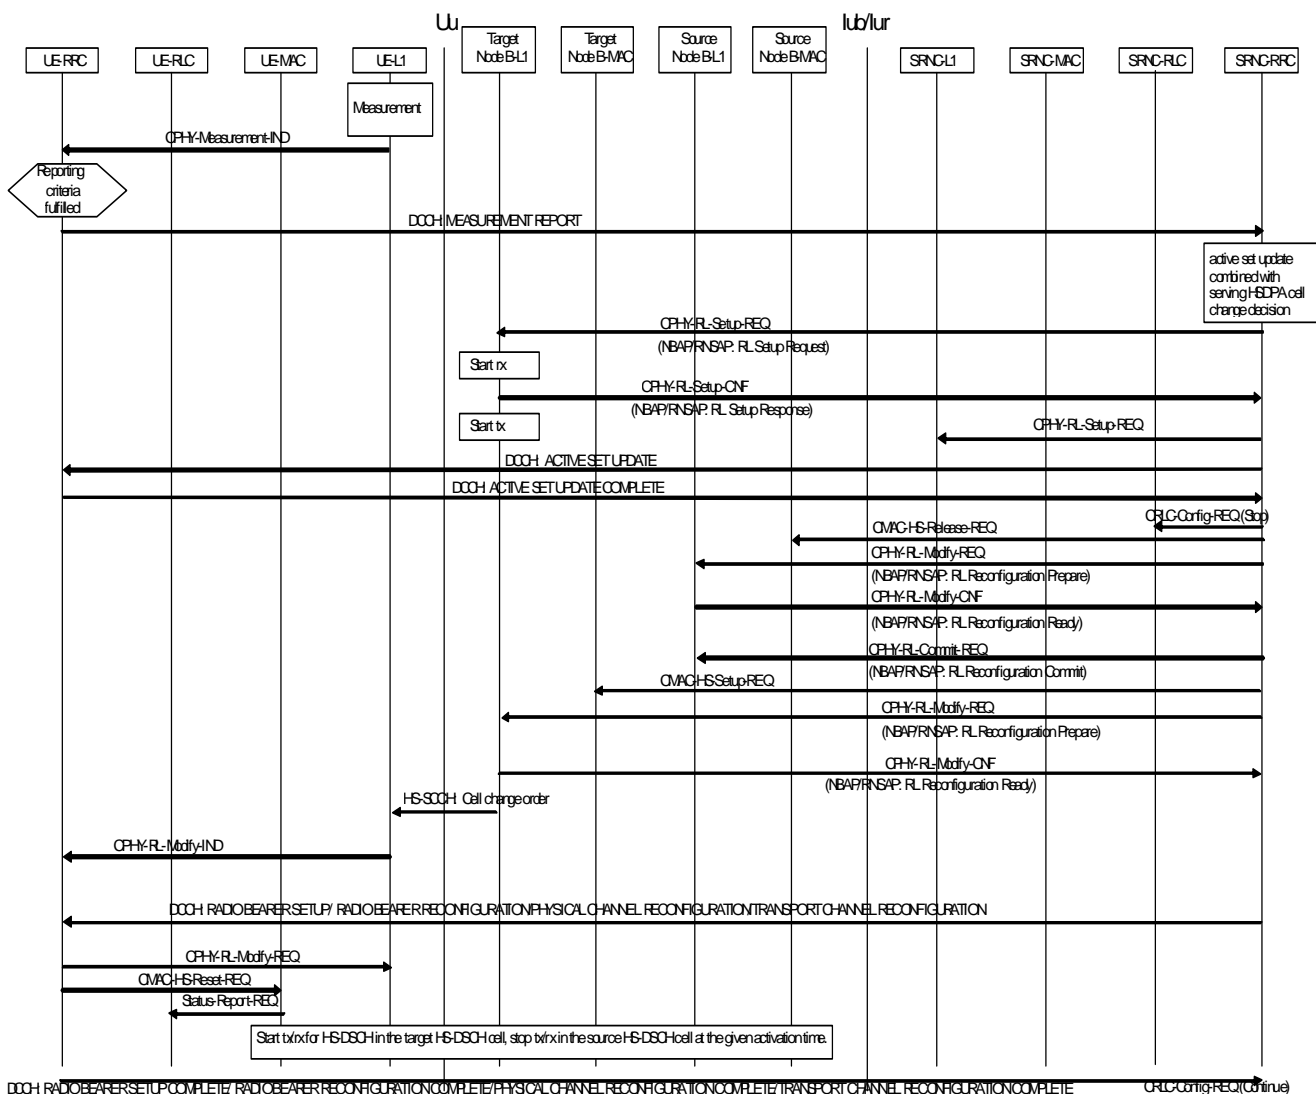 Uu
Iub/Iur
UE-RRC
UE-RLC
UE-MAC
UE-L1
Target
Node B-L1
Target
Node B-MAC
Source
Node B-L1
Source
Node B-MAC
SRNC-L1
SRNC-MAC
SRNC-RLC
SRNC-RRC
Measurement
CPHY-Measurement-IND
Reporting
criteria
fulfilled
DCCH: MEASUREMENT REPORT
active set update
combined with
serving HSDPA cell
change decision
CPHY-RL-Setup-REQ
(NBAP/RNSAP: RL Setup Request)
Start rx
CPHY-RL-Setup-CNF
(NBAP/RNSAP: RL Setup Response)
Start tx
CPHY-RL-Setup-REQ
DCCH: ACTIVE SET UPDATE
DCCH: ACTIVE SET UPDATE COMPLETE
CRLC-Config-REQ (Stop)
CMAC-HS-Release-REQ
CPHY-RL-Modify-REQ
(NBAP/RNSAP: RL Reconfiguration Prepare)
CPHY-RL-Modify-CNF
(NBAP/RNSAP: RL Reconfiguration Ready)
CPHY-RL-Commit-REQ
(NBAP/RNSAP: RL Reconfiguration Commit)
CMAC-HS-Setup-REQ
CPHY-RL-Modify-REQ
(NBAP/RNSAP: RL Reconfiguration Prepare)
CPHY-RL-Modify-CNF
(NBAP/RNSAP: RL Reconfiguration Ready)
HS-SCCH: Cell change order
CPHY-RL-Modify-IND
DCCH: RADIO BEARER SETUP/ RADIO BEARER RECONFIGURATION/PHYSICAL CHANNEL RECONFIGURATION/TRANSPORT CHANNEL RECONFIGURATION
CPHY-RL-Modify-REQ
CMAC-HS-Reset-REQ
Status-Report-REQ
Start tx/rx for HS-DSCH in the target HS-DSCH cell, stop tx/rx in the source HS-DSCH cell at the given activation time.
DCCH: RADIO BEARER SETUP COMPLETE/ RADIO BEARER RECONFIGURATION COMPLETE/PHYSICAL CHANNEL RECONFIGURATION COMPLETE/TRANSPORT CHANNEL RECONFIGURATION COMPLETE
CRLC-Config-REQ (Continue)